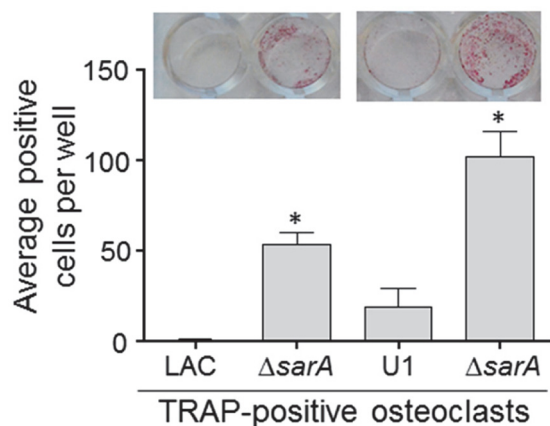 150
100
50
0
Average positive
cells per well
*
*
LAC ΔsarA U1 ΔsarA
TRAP-positive osteoclasts